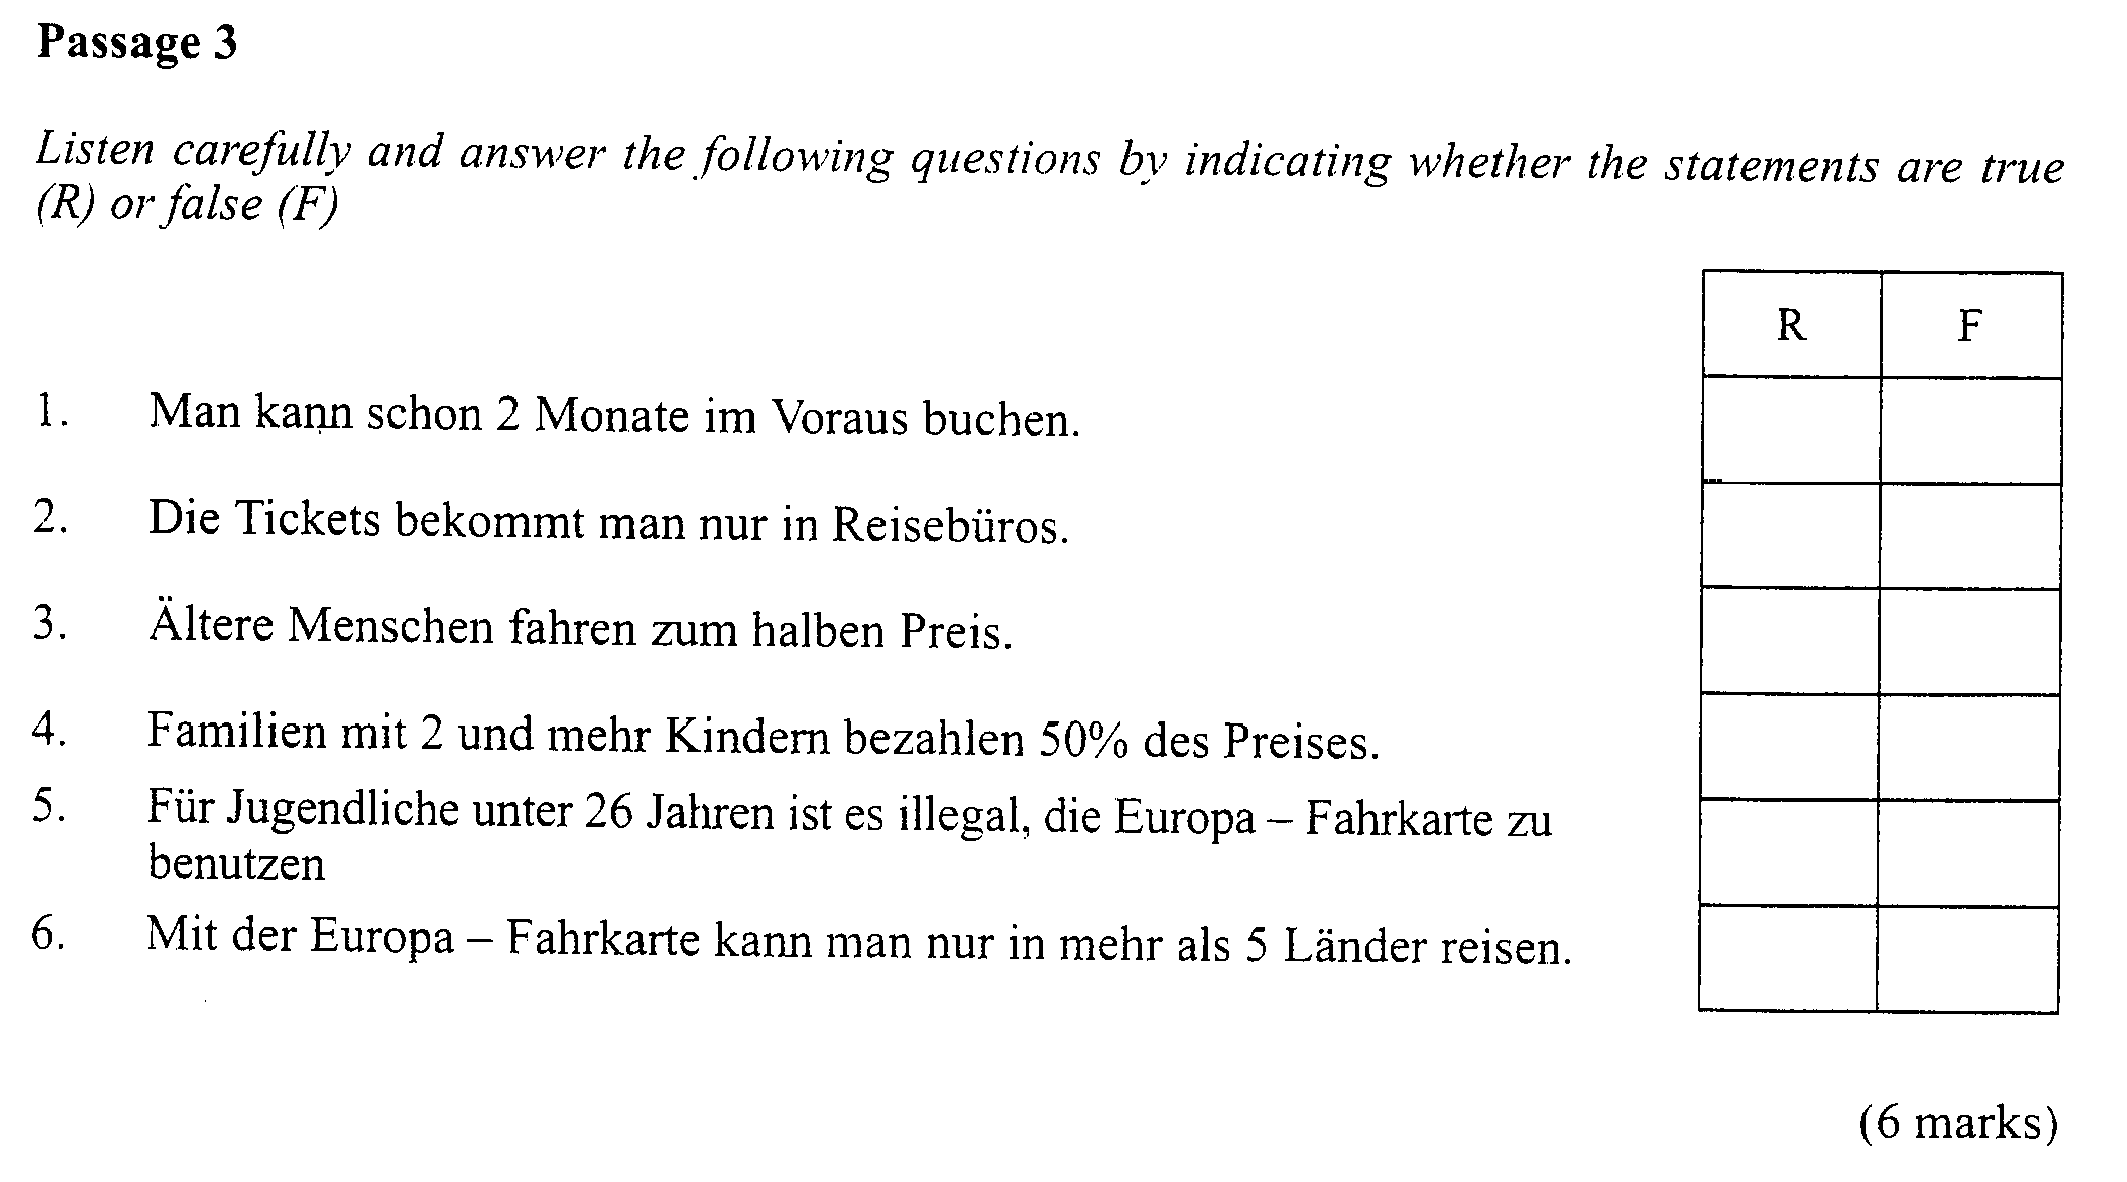 Passage 3
Listen carefully and answer the following questions by indicating whether the statements are true
(R) or false (F)
R F
1. Man kann schon 2 Monate im Voraus buchen.
2. Die Tickets bekommt man nur in Reisebüros.
3. Ältere Menschen fahren zum halben Preis.
4. Familien mit 2 und mehr Kindern bezahlen 50% des Preises.
5. Für Jugendliche unter 26 Jahren ist es illegal, die Europa – Fahrkarte zu
benutzen
6. Mit der Europa – Fahrkarte kann man nur in mehr als 5 Länder reisen.
(6 marks)